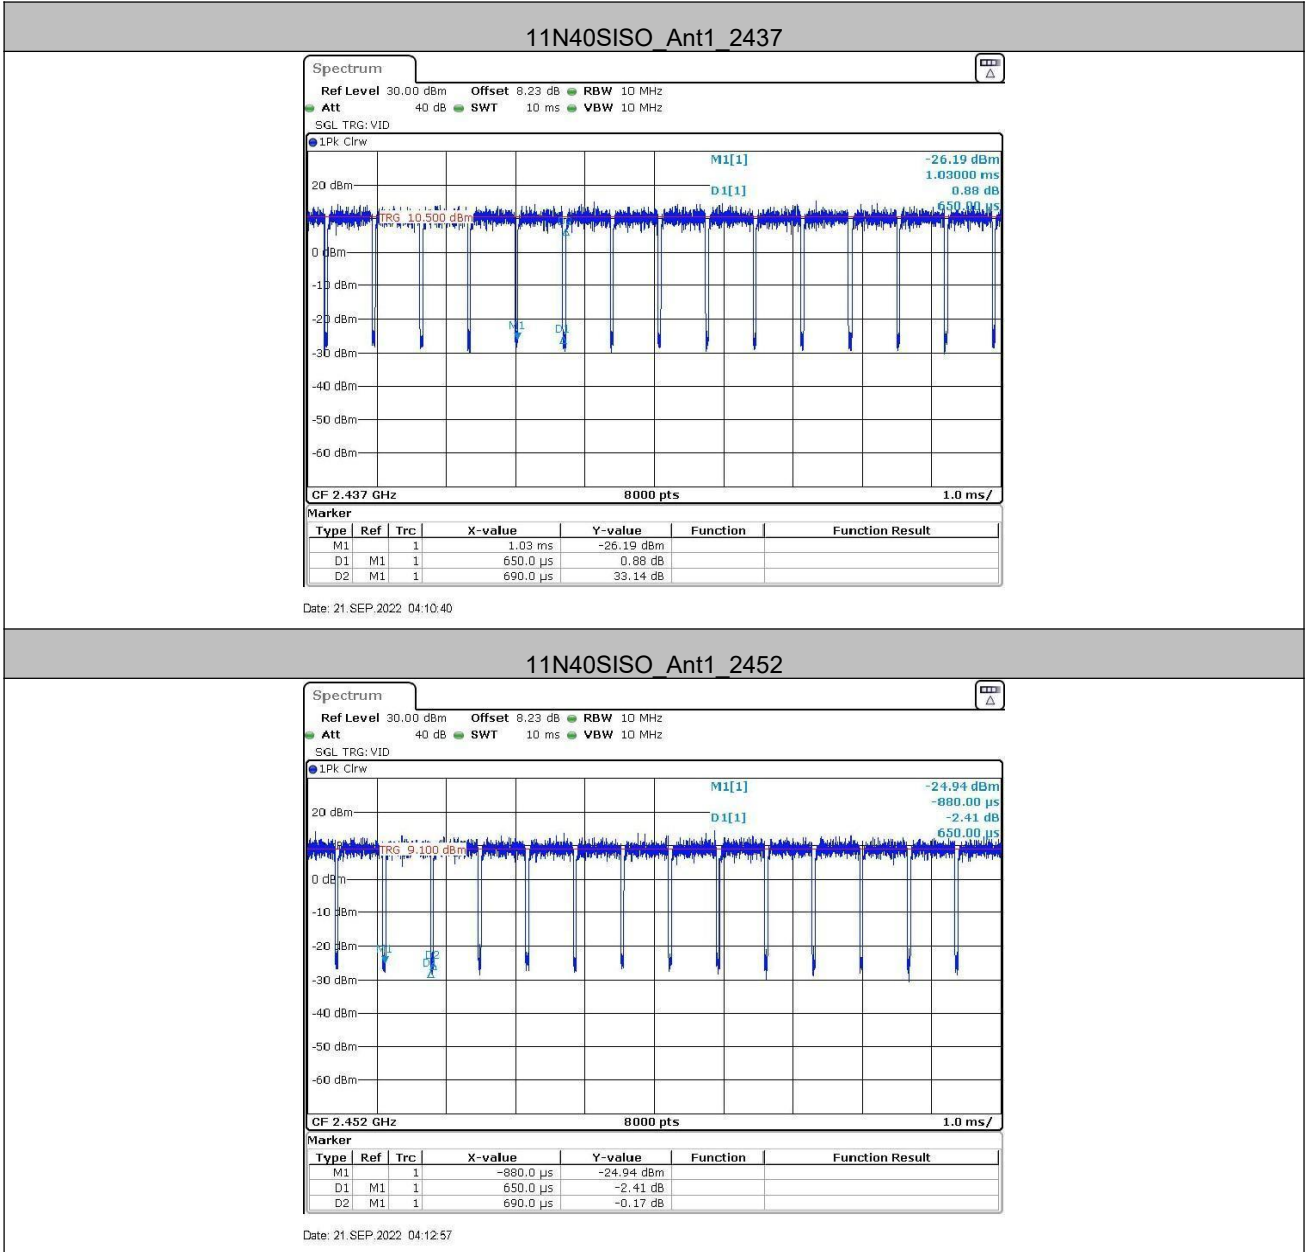 11N40SISO_Ant1_2437
Spectrum
Ref Level 30.00 dBm Offset 8.23 dB RBW 10 MHz
Att 40 dB SWT 10 ms VBW 10 MHz
SGL TRG: VID
1Pk Clrw
M1[1] -26.19 dBm
1.03000 ms
20 dBm
D1[1] 0.88 dB
650.00 µs
TRG 10.500 dBm
0 dBm
-10 dBm
-20 dBm
M1 D1
-30 dBm
-40 dBm
-50 dBm
-60 dBm
CF 2.437 GHz 8000 pts 1.0 ms/
Marker
Type Ref Trc X-value Y-value Function Function Result
M1 1 1.03 ms -26.19 dBm
D1 M1 1 650.0 µs 0.88 dB
D2 M1 1 690.0 µs 33.14 dB
Date: 21.SEP.2022 04:10:40
11N40SISO_Ant1_2452
Spectrum
Ref Level 30.00 dBm Offset 8.23 dB RBW 10 MHz
Att 40 dB SWT 10 ms VBW 10 MHz
SGL TRG: VID
1Pk Clrw
M1[1] -24.94 dBm
-880.00 µs
20 dBm
D1[1] -2.41 dB
650.00 µs
TRG 9.100 dBm
0 dBm
-10 dBm
-20 dBm
M1 D2
-30 dBm
-40 dBm
-50 dBm
-60 dBm
CF 2.452 GHz 8000 pts 1.0 ms/
Marker
Type Ref Trc X-value Y-value Function Function Result
M1 1 -880.0 µs -24.94 dBm
D1 M1 1 650.0 µs -2.41 dB
D2 M1 1 690.0 µs -0.17 dB
Date: 21.SEP.2022 04:12:57